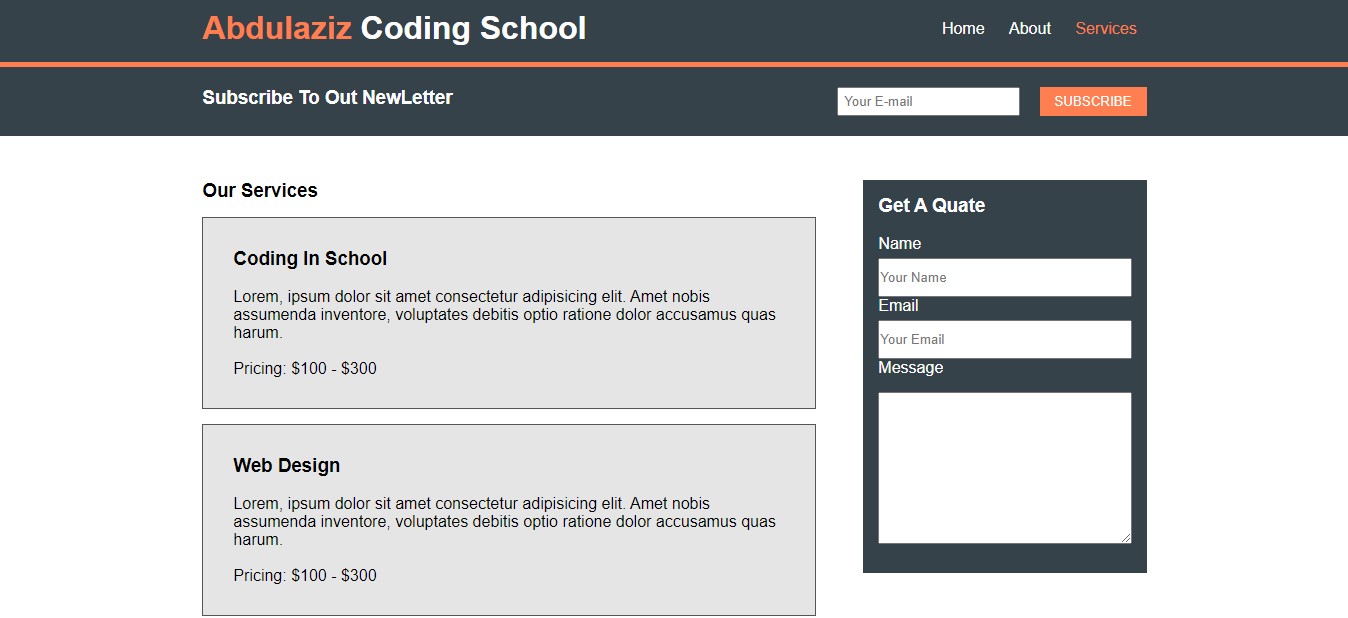 Abdulaziz Coding School
Home About Services
Subscribe To Out NewLetter
Your E-mail
SUBSCRIBE
Our Services
Coding In School
Lorem, ipsum dolor sit amet consectetur adipisicing elit. Amet nobis
assumenda inventore, voluptates debitis optio ratione dolor accusamus quas
harum.
Pricing: $100 - $300
Web Design
Lorem, ipsum dolor sit amet consectetur adipisicing elit. Amet nobis
assumenda inventore, voluptates debitis optio ratione dolor accusamus quas
harum.
Pricing: $100 - $300
Get A Quate
Name
Your Name
Email
Your Email
Message